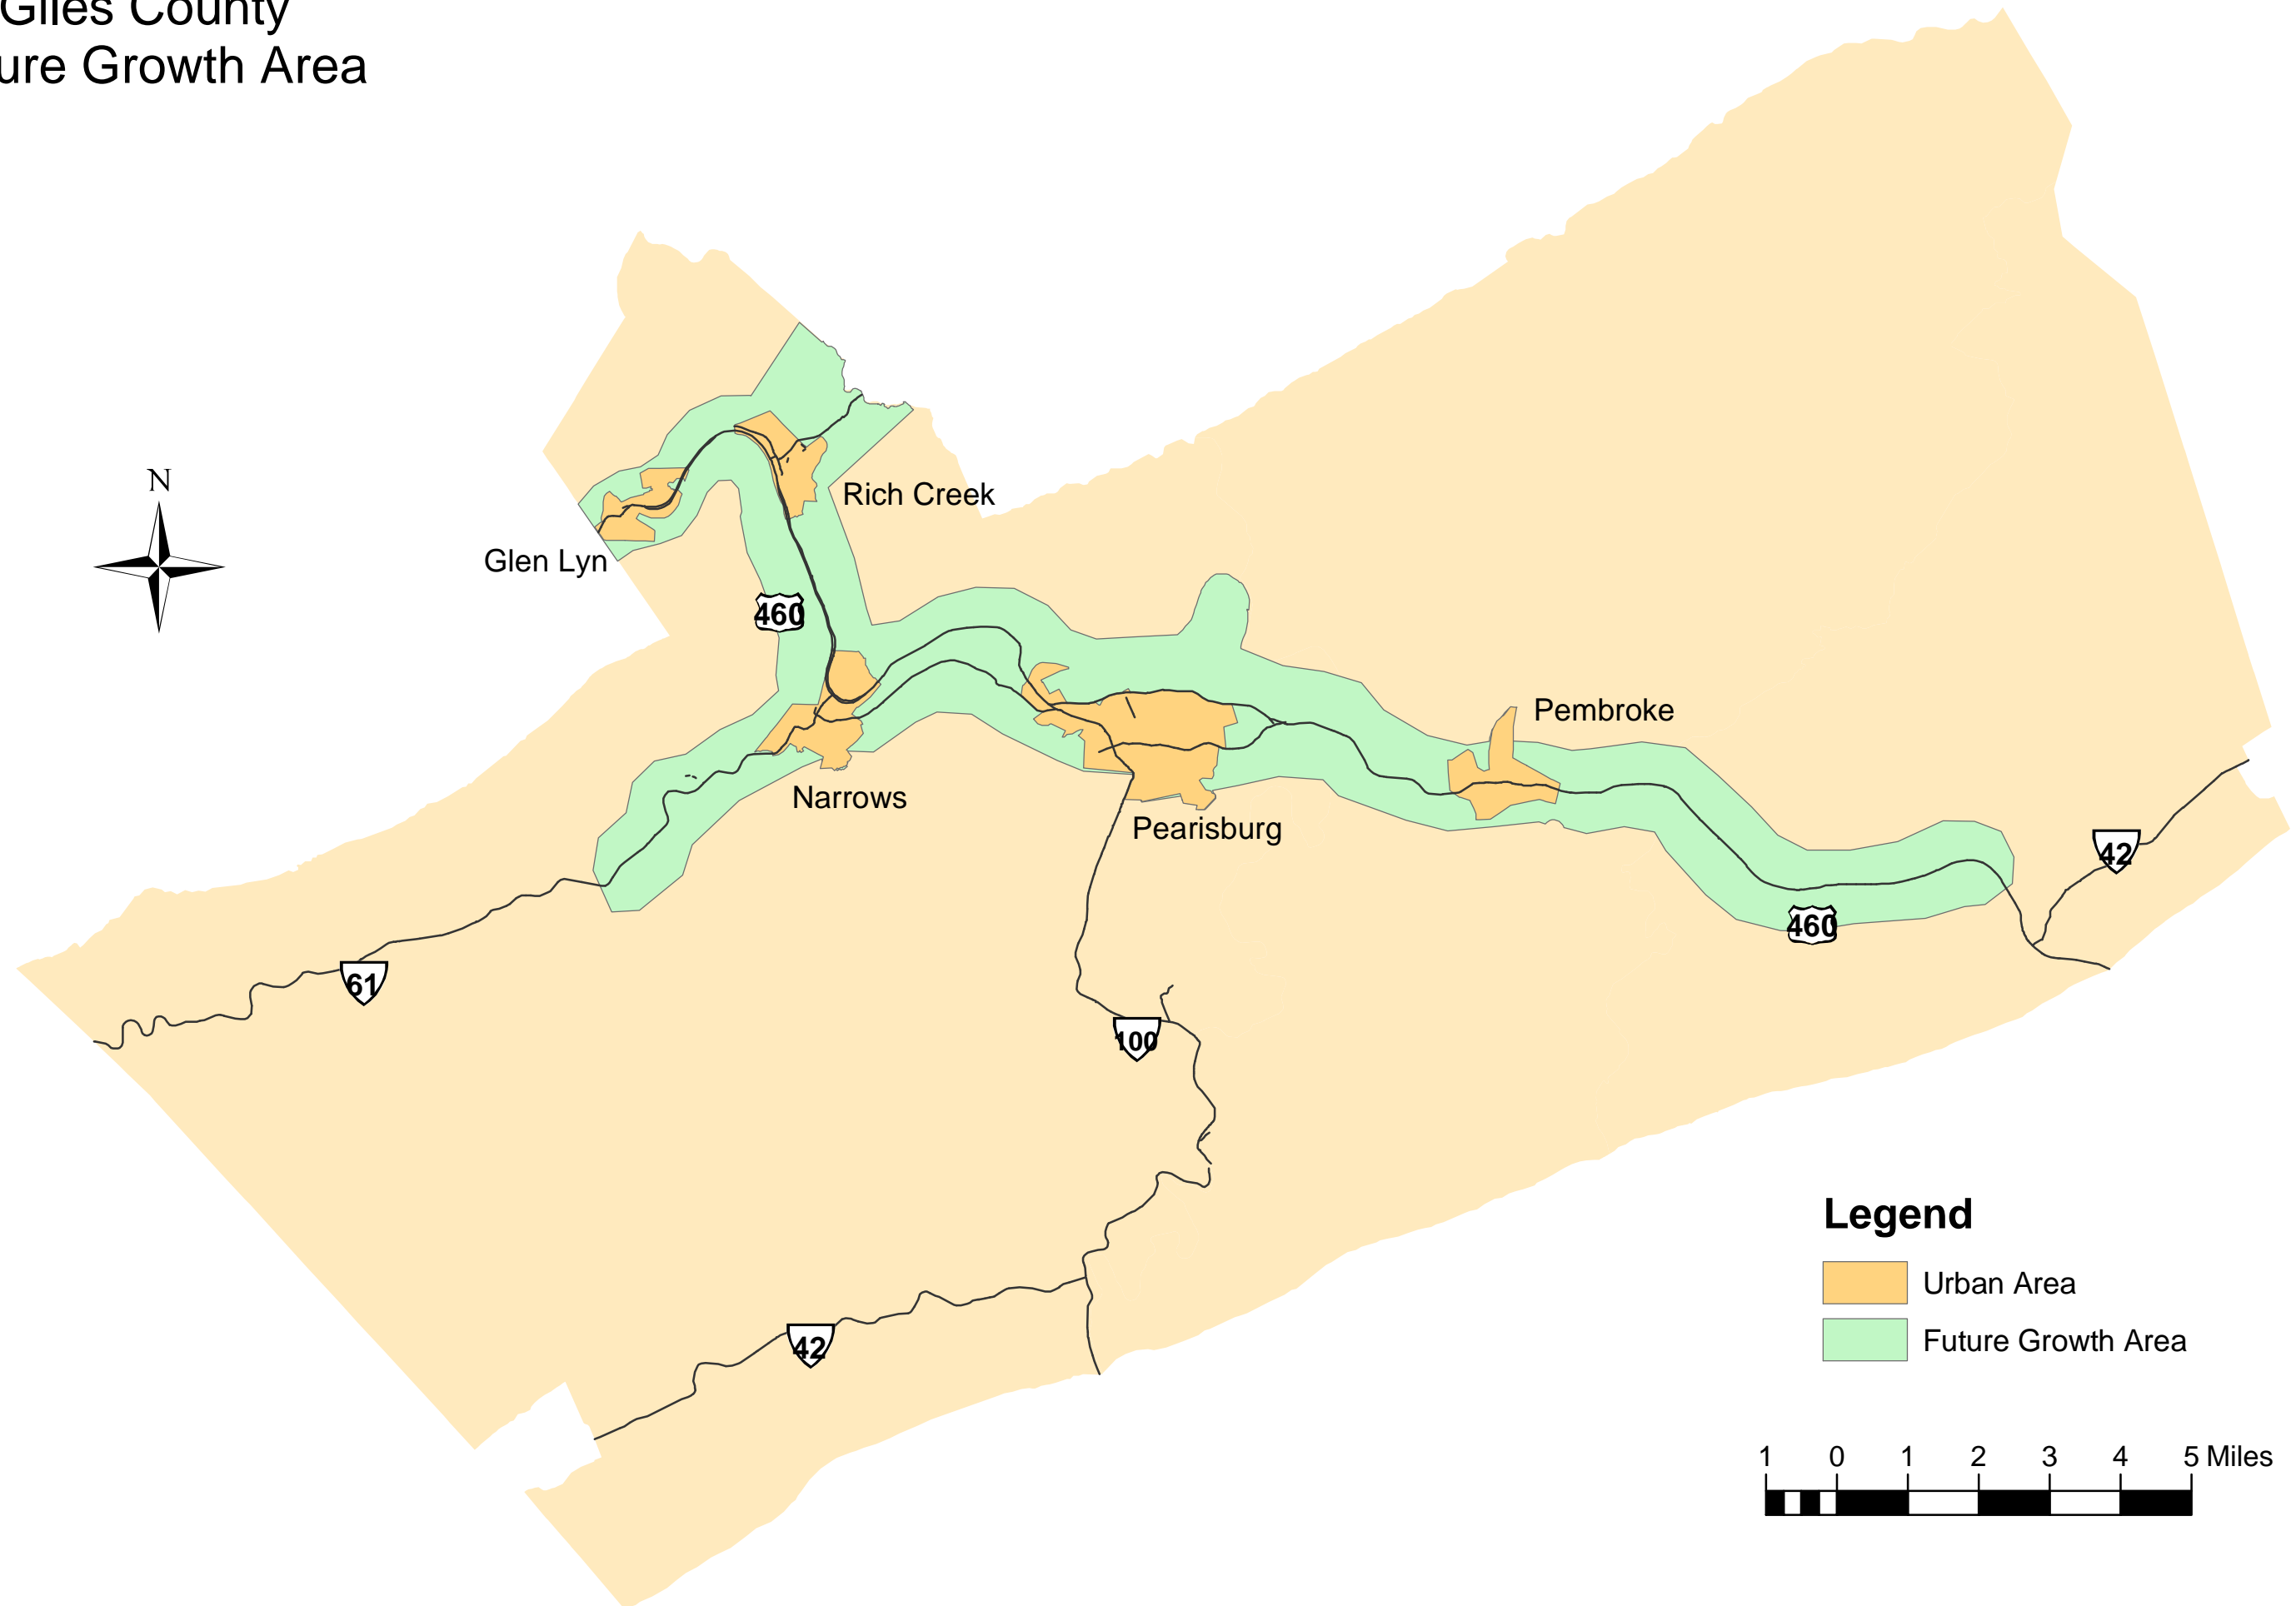 Giles County
ure Growth Area
N
Rich Creek
Glen Lyn
460
Pembroke
Narrows
Pearisburg
42
460
61
100
42
Legend
Urban Area
Future Growth Area
1 0 1 2 3 4 5 Miles